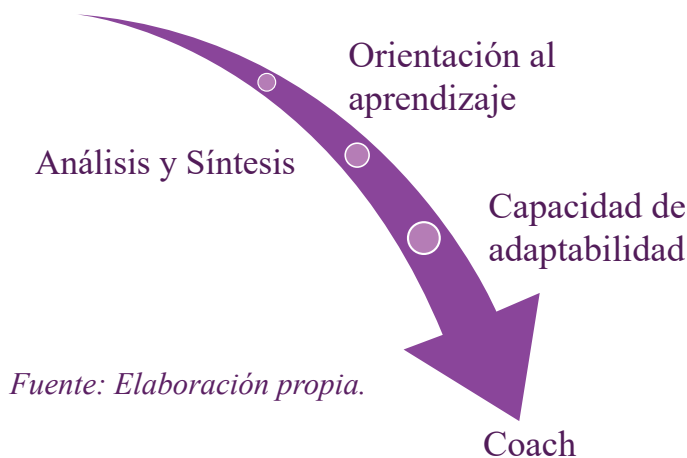 Orientación al
aprendizaje
Análisis y Síntesis
Capacidad de
adaptabilidad
Fuente: Elaboración propia.
Coach